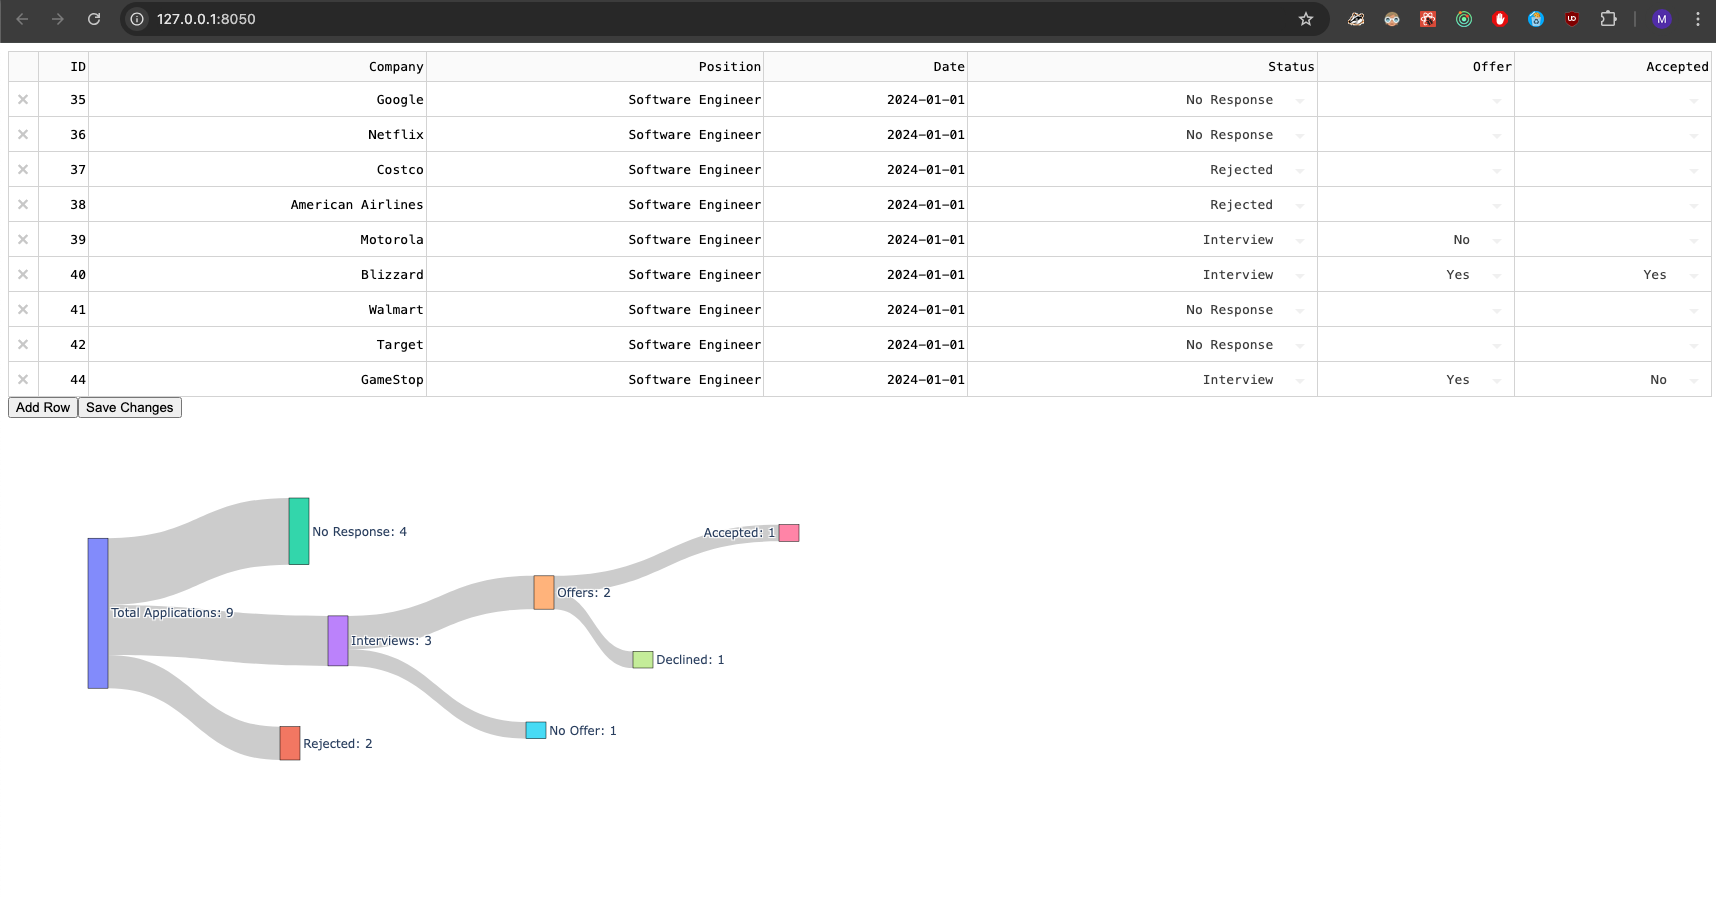 127.0.0.1:8050
M
ID Company Position Date Status Offer Accepted
35 Google Software Engineer 2024-01-01 No Response
36 Netflix Software Engineer 2024-01-01 No Response
37 Costco Software Engineer 2024-01-01 Rejected
38 American Airlines Software Engineer 2024-01-01 Rejected
39 Motorola Software Engineer 2024-01-01 Interview No
40 Blizzard Software Engineer 2024-01-01 Interview Yes Yes
41 Walmart Software Engineer 2024-01-01 No Response
42 Target Software Engineer 2024-01-01 No Response
44 GameStop Software Engineer 2024-01-01 Interview Yes No
Add Row Save Changes
No Response: 4
Accepted: 1
Offers: 2
Total Applications: 9
Interviews: 3
Declined: 1
No Offer: 1
Rejected: 2